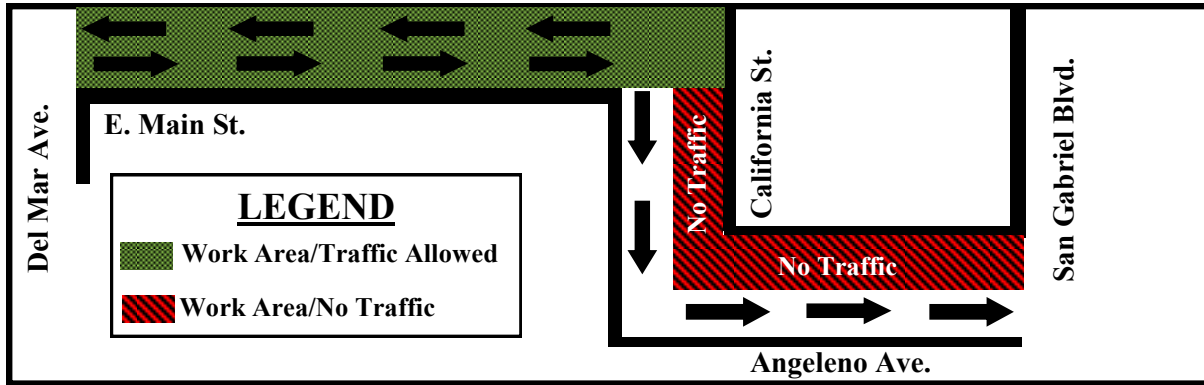 Del Mar Ave.
E. Main St.
LEGEND
Work Area/Traffic Allowed
Work Area/No Traffic
No Traffic
California St.
No Traffic
San Gabriel Blvd.
Angeleno Ave.